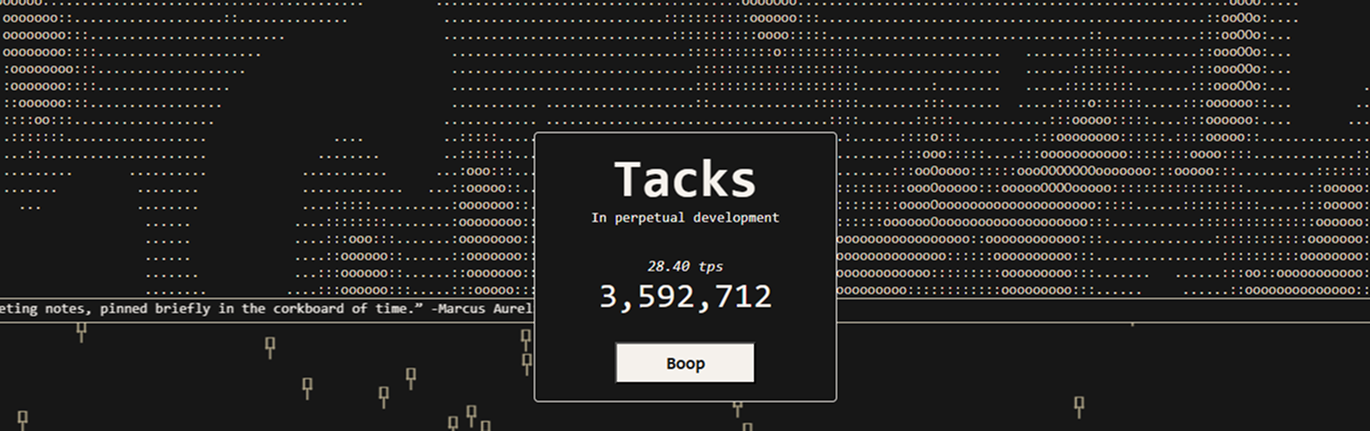 Tacks
In perpetual development
28.40 tps
3,592,712
eting notes, pinned briefly in the corkboard of time.” -Marcus Aurel
Boop